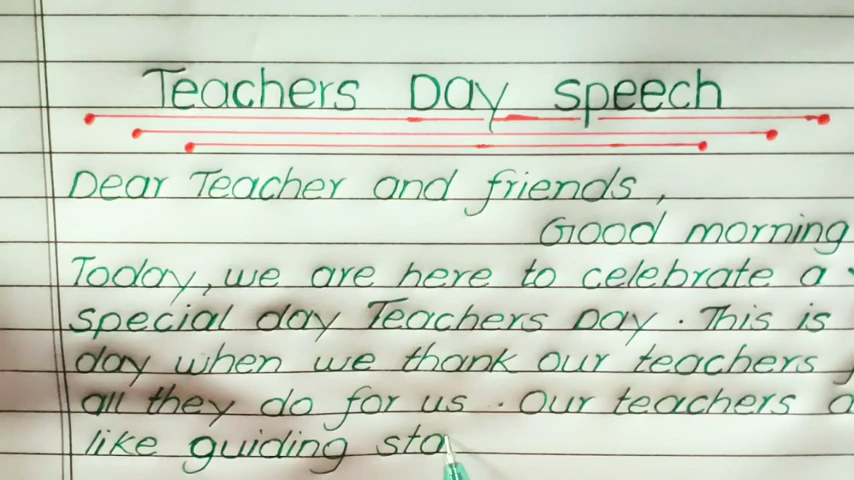 Teachers Day Speech
Dear Teacher and friends,
Good morning
Today, we are here to celebrate a
special day Teachers Day. This is
day when we thank our teachers
all they do for us. Our teachers
like guiding sta